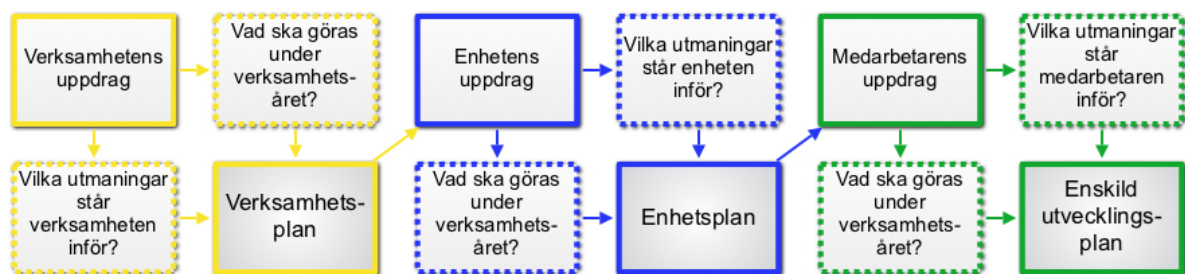 Verksamhetens
uppdrag
Vad ska göras
under
verksamhets-
året?
Enhetens
uppdrag
Vilka utmaningar
står enheten
inför?
Medarbetarens
uppdrag
Vilka utmaningar
står
medarbetaren
inför?
Vilka utmaningar
står
verksamheten
inför?
Verksamhets-
plan
Vad ska göras
under
verksamhets-
året?
Enhetsplan
Vad ska göras
under
verksamhets-
året?
Enskild
utvecklings-
plan